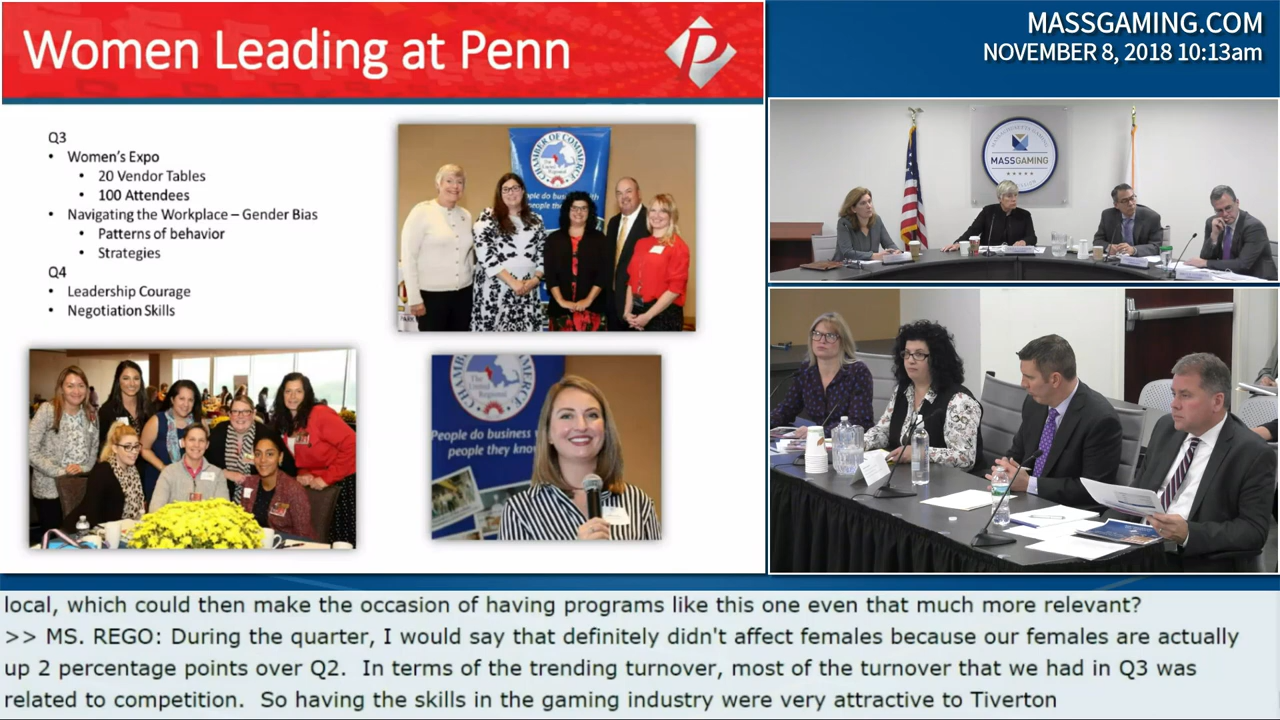 Women Leading at Penn
MASSGAMING.COM
NOVEMBER 8, 2018 10:13am
Q3
• Women's Expo
• 20 Vendor Tables
• 100 Attendees
• Navigating the Workplace – Gender Bias
• Patterns of behavior
• Strategies
Q4
• Leadership Courage
• Negotiation Skills
CHAMBER OF COMMERCE
MASSGAMING
People do business
people they know
local, which could then make the occasion of having programs like this one even that much more relevant?
>> MS. REGO: During the quarter, I would say that definitely didn't affect females because our females are actually
up 2 percentage points over Q2. In terms of the trending turnover, most of the turnover that we had in Q3 was
related to competition. So having the skills in the gaming industry were very attractive to Tiverton